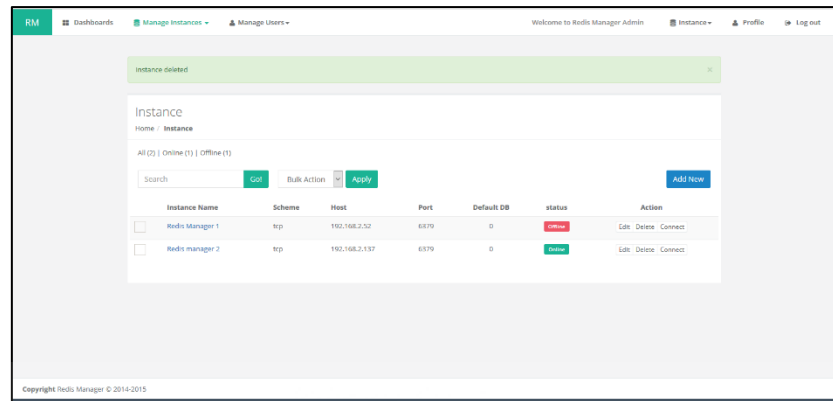 RM Dashboards Manage Instances Manage Users Welcome to Redis Manager Admin Instance Profile Log out
Instance deleted ×
Instance
Home / Instance
All (2) | Online (1) | Offline (1)
Search Go! Bulk Action Apply Add New
Instance Name Scheme Host Port Default DB status Action
Redis Manager 1 tcp 192.168.2.52 6379 0 Offline Edit Delete Connect
Redis manager 2 tcp 192.168.2.137 6379 0 Online Edit Delete Connect
Copyright Redis Manager © 2014-2015